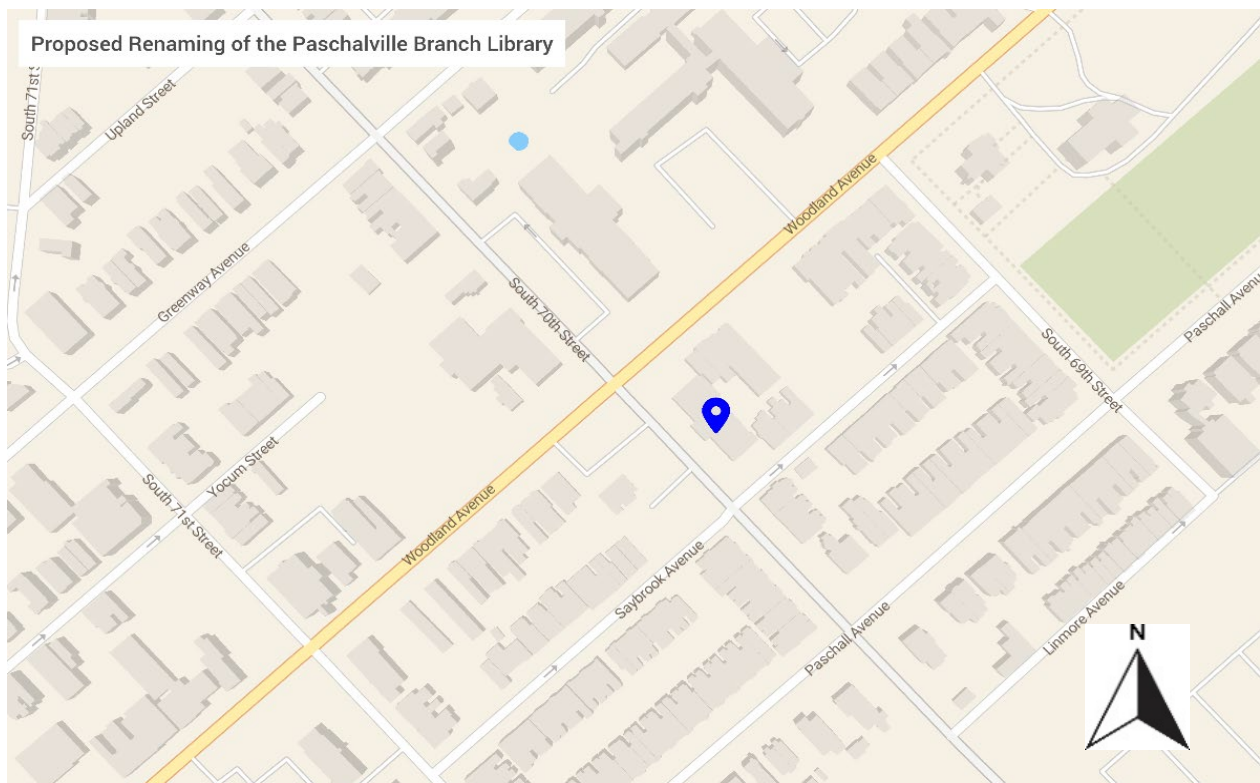 Proposed Renaming of the Paschalville Branch Library
South 71st S
Upland Street
Woodland Avenue
Greenway Avenue
South 70th Street
Paschall Avenue
South 69th Street
Yocum Street
South 71st Street
Woodland Avenue
Saybrook Avenue
Paschall Avenue
Linmore Avenue
N